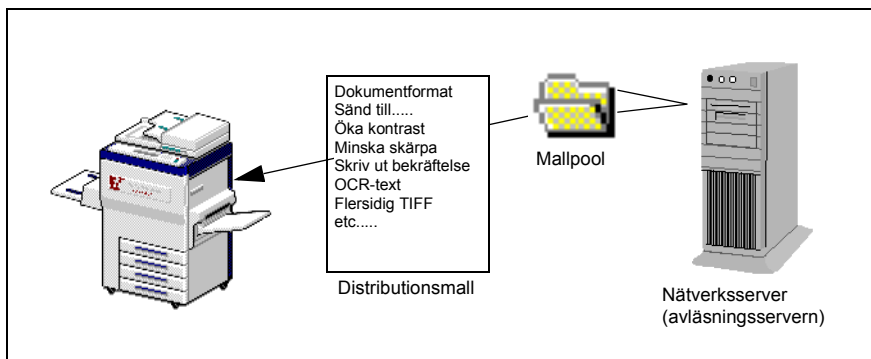 Dokumentformat
Sänd till.....
Öka kontrast
Minska skärpa
Skriv ut bekräftelse
OCR-text
Flersidig TIFF
etc.....
Distributionsmall
Mallpool
Nätverksserver
(avläsningsservern)